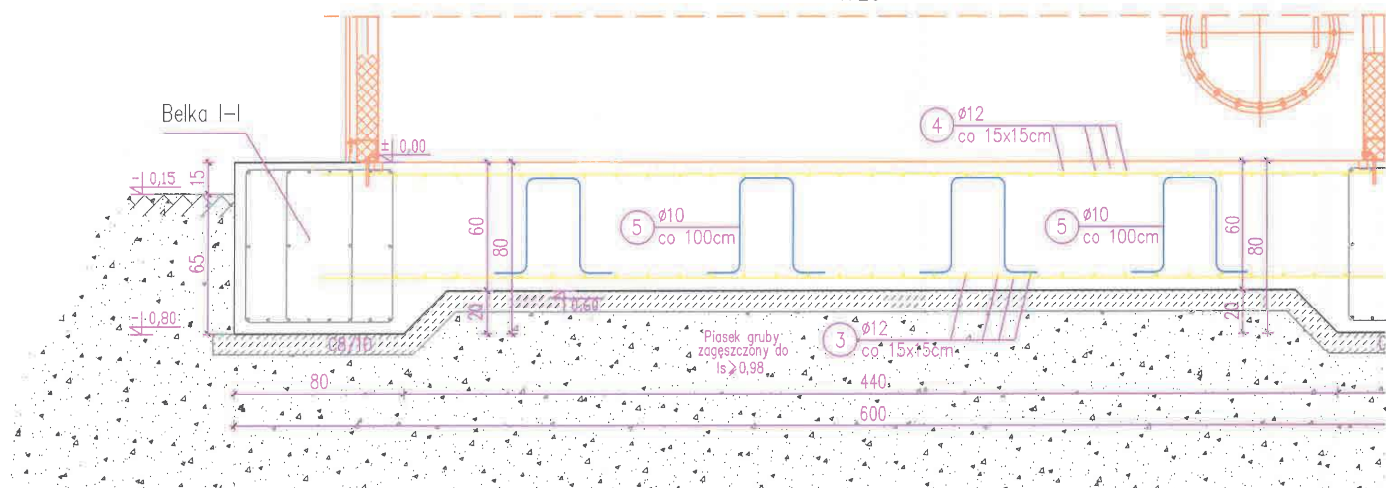 Belka I-I
± 0,00
- 0,15
15
65
- 0,80
60
80
20
0,60
C8/10
5
ø10
co 100cm
4
ø12
co 15x15cm
5
ø10
co 100cm
60
80
20
3
ø12
co 15x15cm
Piasek gruby
zagęszczony do
Is ≥ 0,98
80
440
600